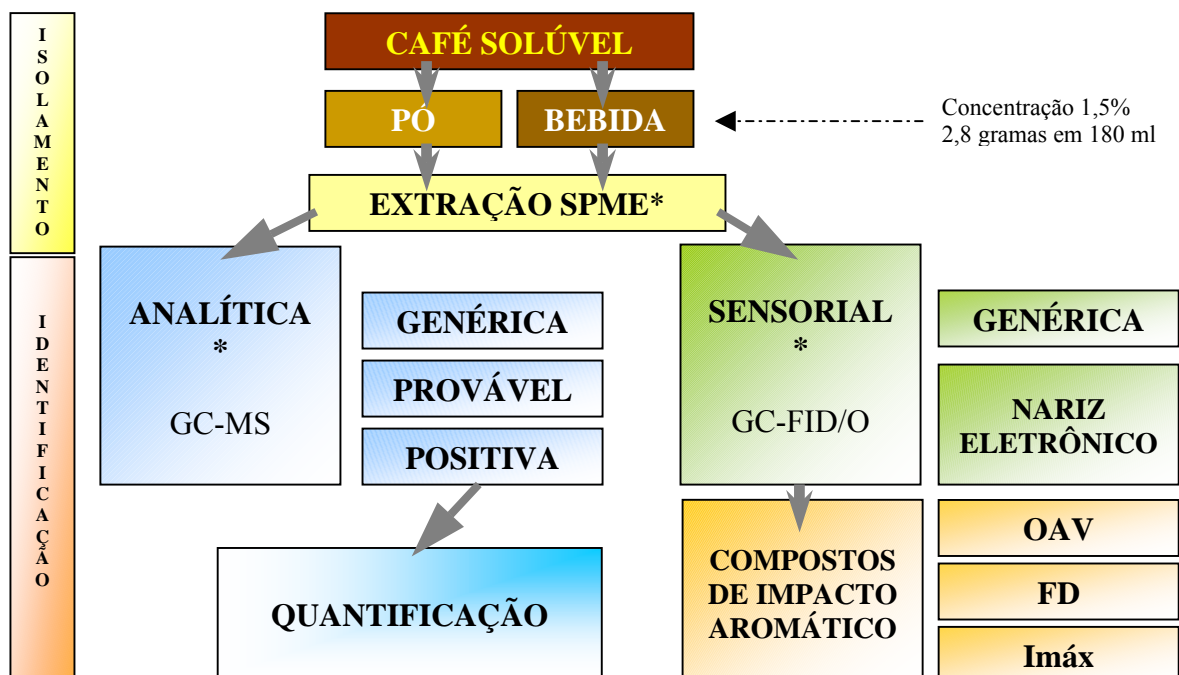 ISOLAMENTO
CAFÉ SOLÚVEL
PÓ
BEBIDA
Concentração 1,5%
2,8 gramas em 180 ml
EXTRAÇÃO SPME*
IDENTIFICAÇÃO
ANALÍTICA
*
GC-MS
GENÉRICA
PROVÁVEL
POSITIVA
SENSORIAL
*
GC-FID/O
GENÉRICA
NARIZ
ELETRÔNICO
QUANTIFICAÇÃO
COMPOSTOS
DE IMPACTO
AROMÁTICO
OAV
FD
Imáx